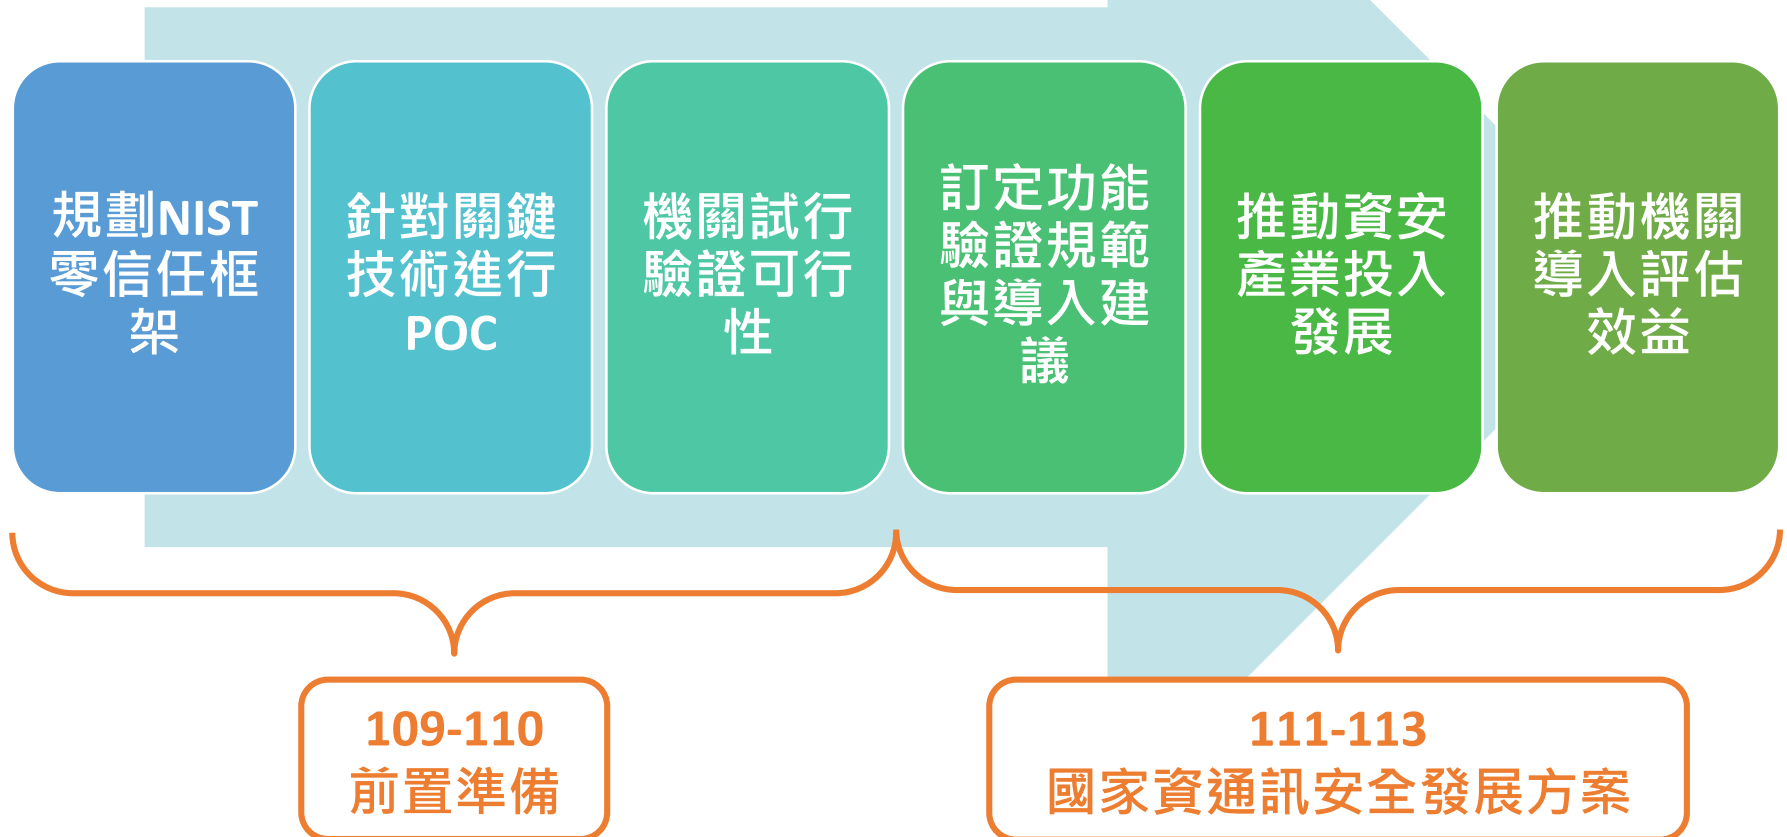 規劃NIST
零信任框
架
針對關鍵
技術進行
POC
機關試行
驗證可行
性
訂定功能
驗證規範
與導入建
議
推動資安
產業投入
發展
推動機關
導入評估
效益
109-110
前置準備
111-113
國家資通訊安全發展方案